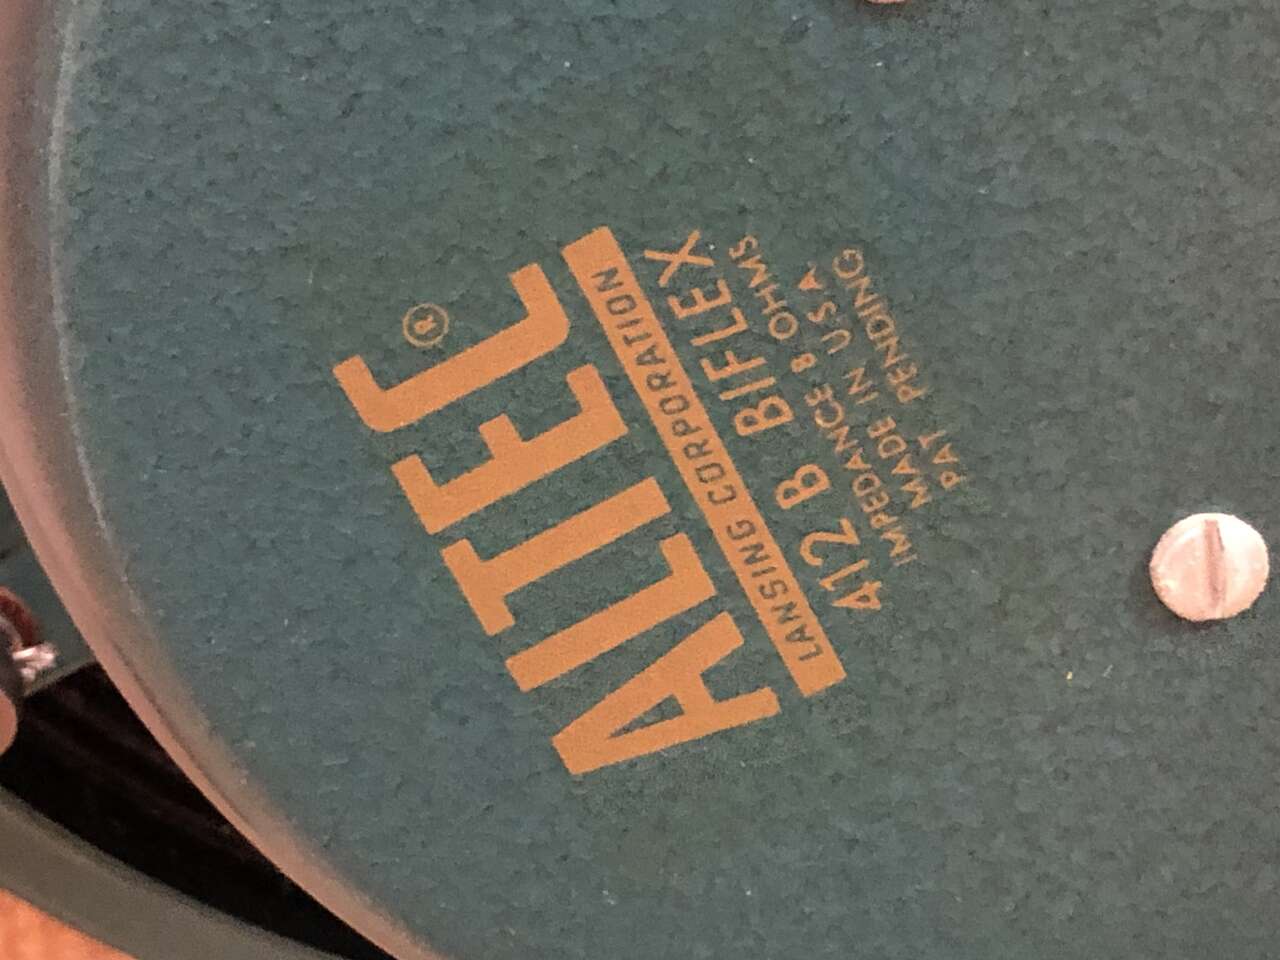 ALTEC ®
LANSING CORPORATION
412 B BIFLEX
IMPEDANCE 8 OHMS
MADE IN U.S.A.
PAT PENDING